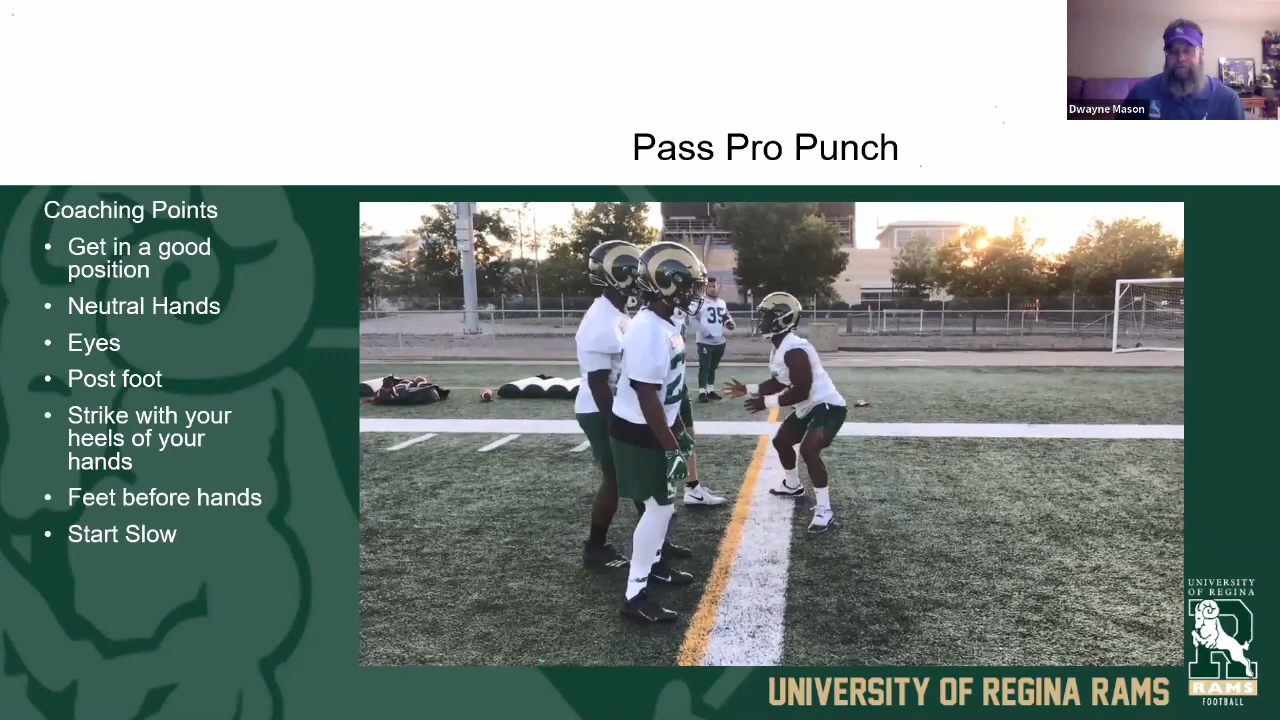 Dwayne Mason
Pass Pro Punch
Coaching Points
• Get in a good
position
• Neutral Hands
• Eyes
• Post foot
• Strike with your
heels of your
hands
• Feet before hands
• Start Slow
35
UNIVERSITY
OF REGINA
R
RAMS
FOOTBALL
UNIVERSITY OF REGINA RAMS